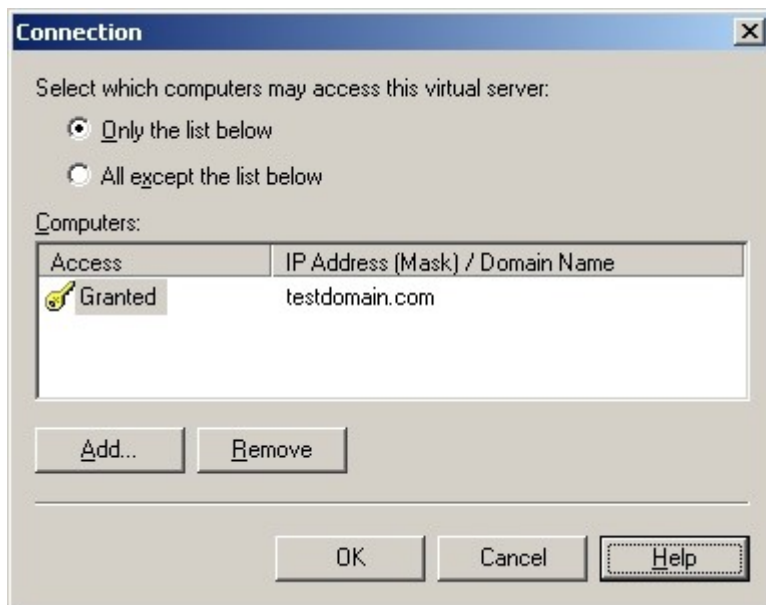 Connection
Select which computers may access this virtual server:
Only the list below
All except the list below
Computers:
Access IP Address (Mask) / Domain Name
Granted testdomain.com
Add... Remove
OK Cancel Help